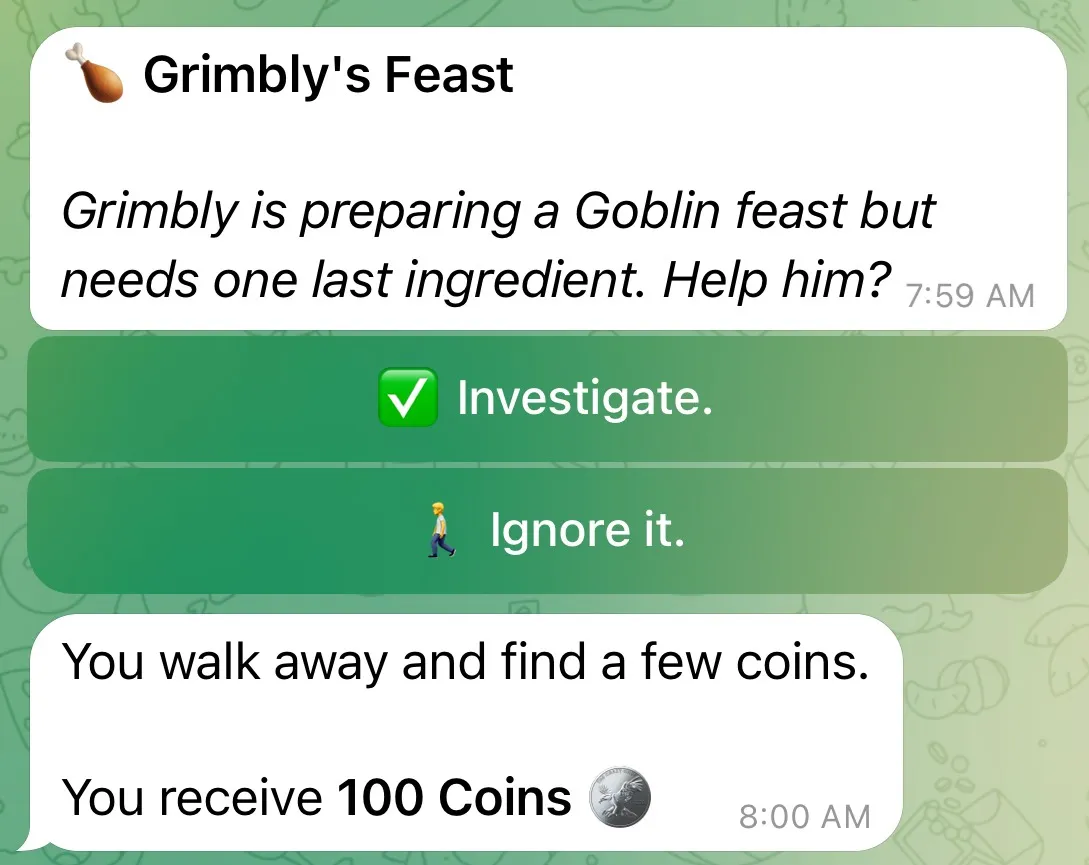 🍗 Grimbly's Feast
Grimbly is preparing a Goblin feast but
needs one last ingredient. Help him? 7:59 AM
✅ Investigate.
🚶 Ignore it.
You walk away and find a few coins.
You receive 100 Coins 8:00 AM